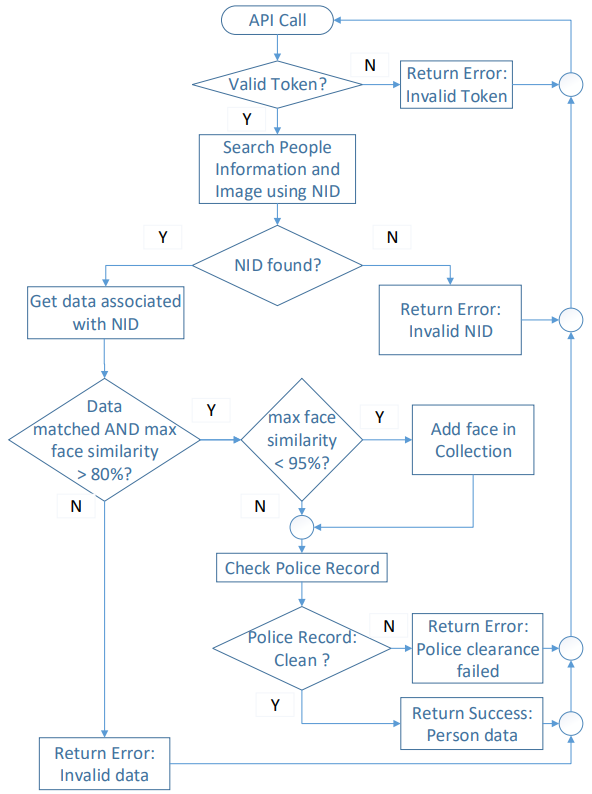 API Call
Valid Token?
N
Return Error:
Invalid Token
Y
Search People
Information and
Image using NID
Y
NID found?
N
Get data associated
with NID
Return Error:
Invalid NID
Data
matched AND max
face similarity
> 80%?
Y
max face
similarity
< 95%?
Y
Add face in
Collection
N
N
Check Police Record
Police Record:
Clean ?
N
Return Error:
Police clearance
failed
Y
Return Success:
Person data
Return Error:
Invalid data